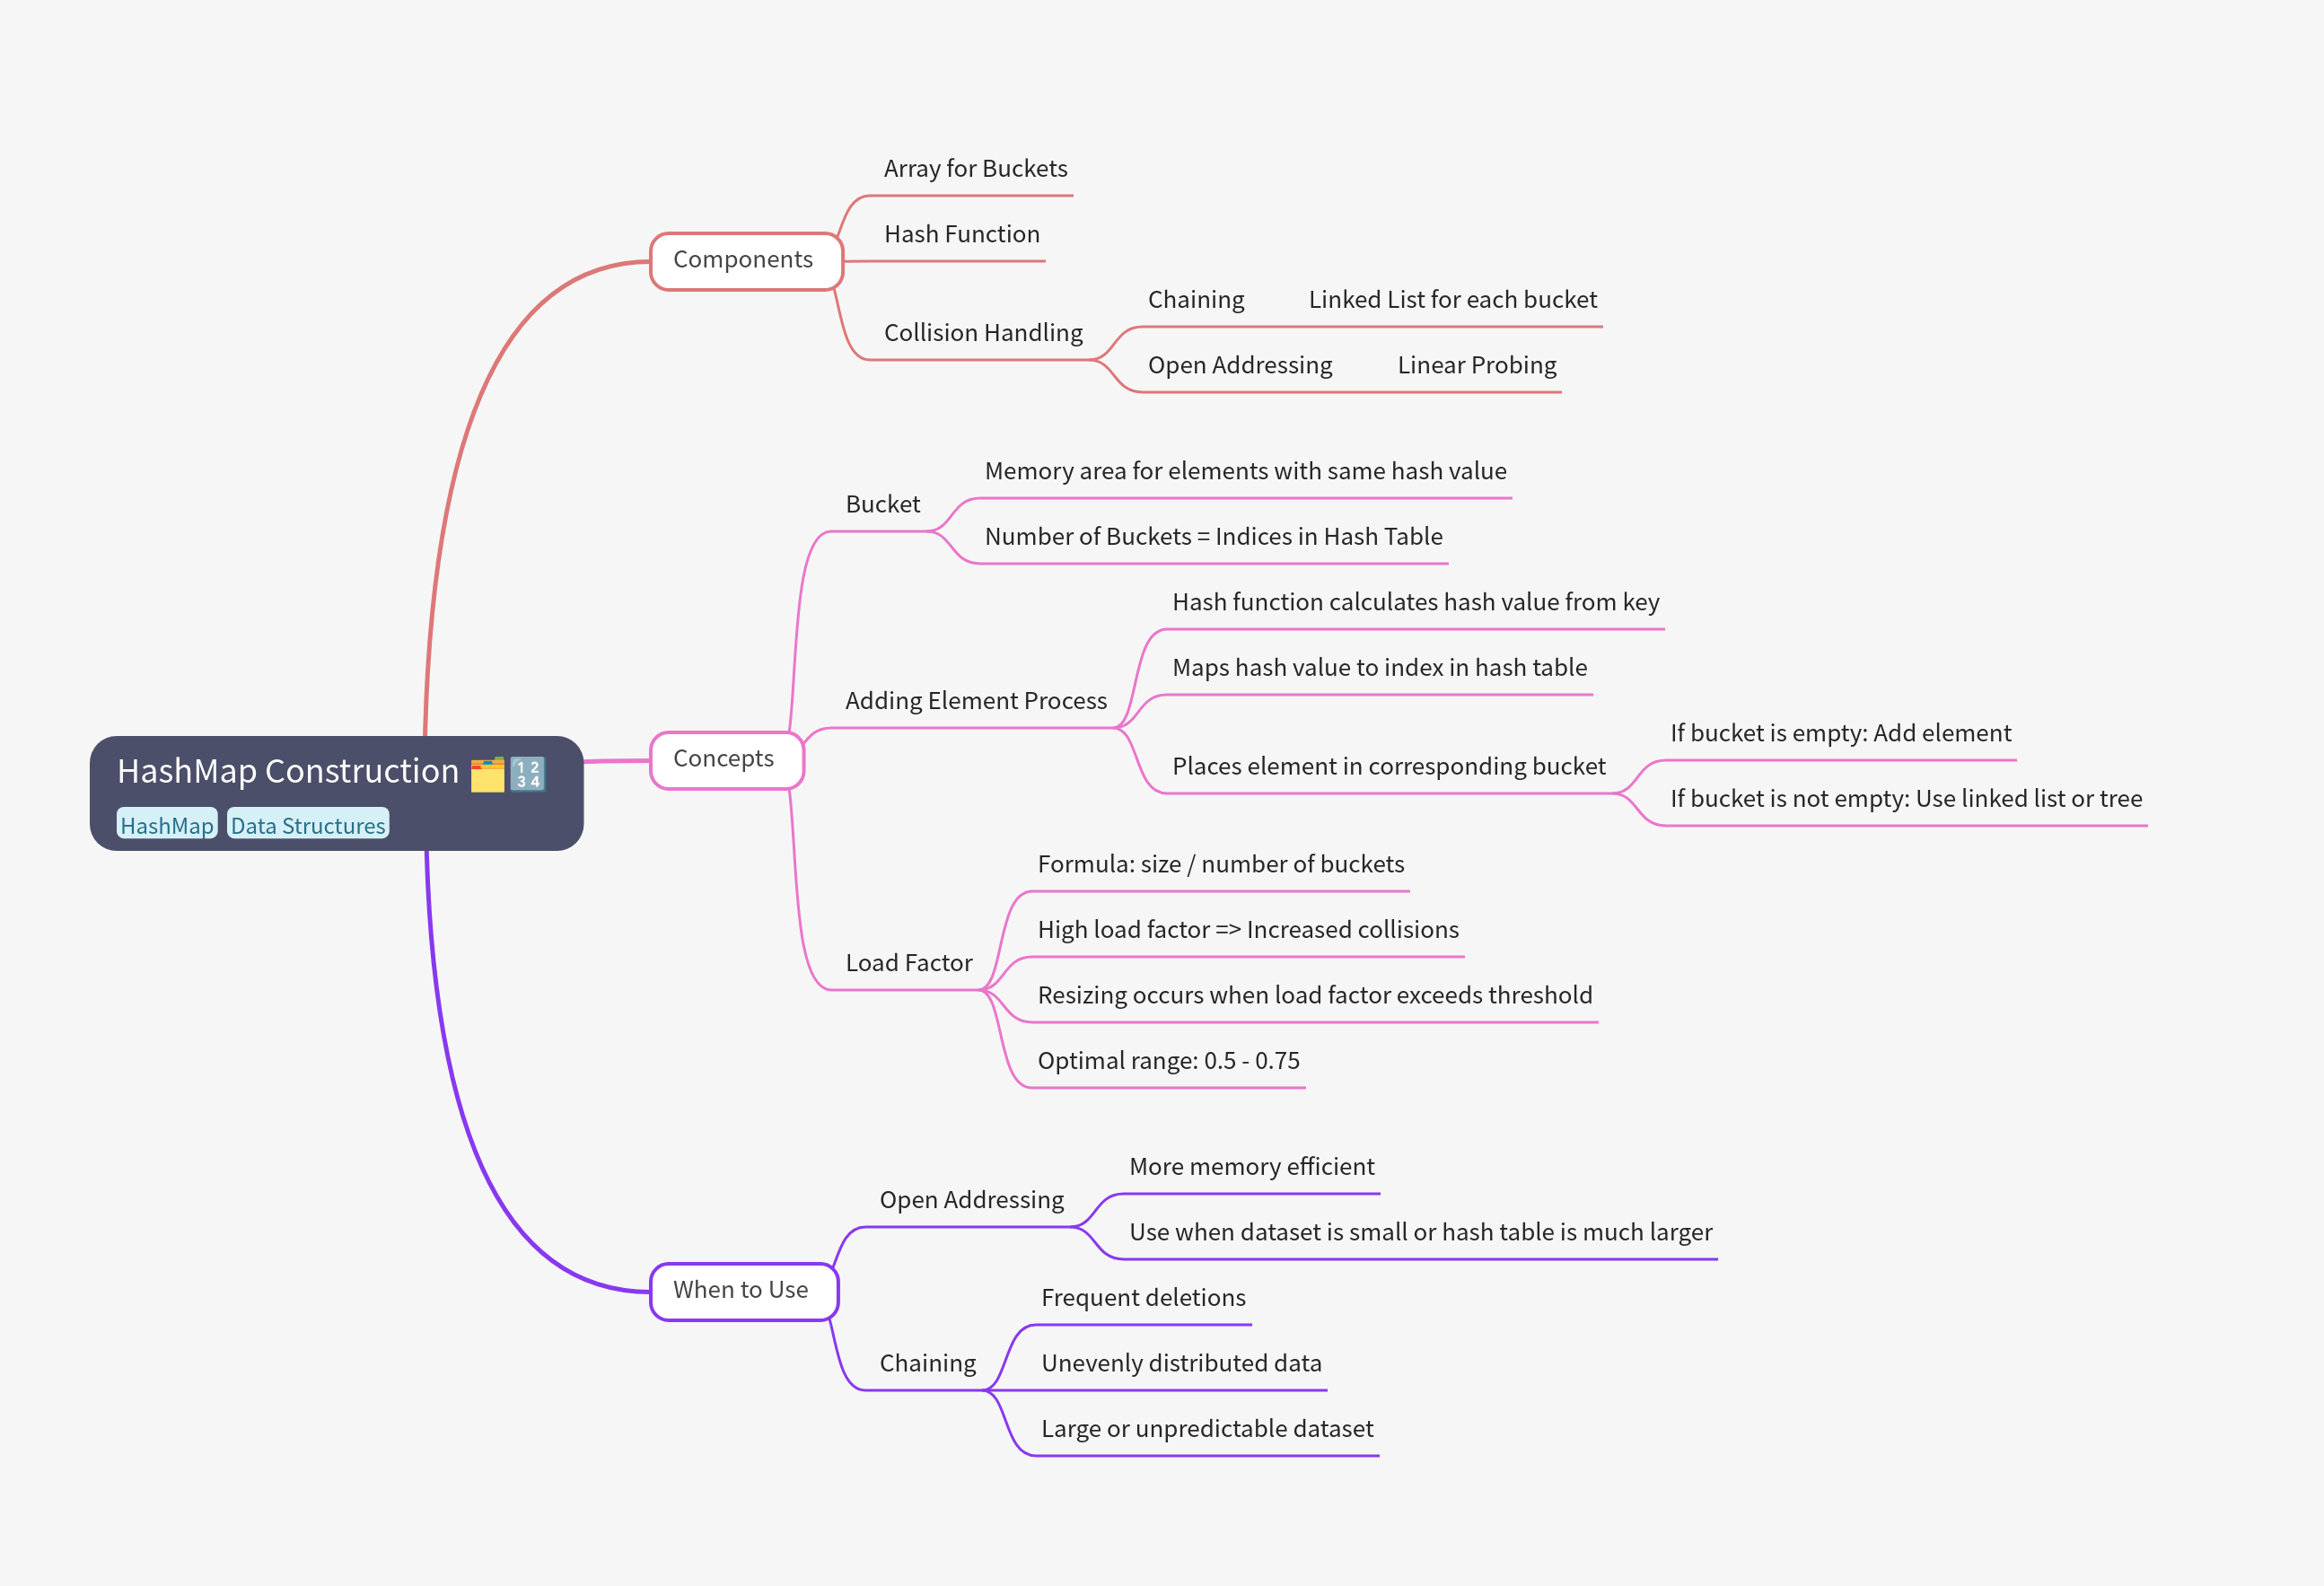 HashMap Construction 🗂️🔢
HashMap Data Structures
Components
Array for Buckets
Hash Function
Collision Handling
Chaining
Linked List for each bucket
Open Addressing
Linear Probing
Concepts
Bucket
Memory area for elements with same hash value
Number of Buckets = Indices in Hash Table
Adding Element Process
Hash function calculates hash value from key
Maps hash value to index in hash table
Places element in corresponding bucket
If bucket is empty: Add element
If bucket is not empty: Use linked list or tree
Load Factor
Formula: size / number of buckets
High load factor => Increased collisions
Resizing occurs when load factor exceeds threshold
Optimal range: 0.5 - 0.75
When to Use
Open Addressing
More memory efficient
Use when dataset is small or hash table is much larger
Chaining
Frequent deletions
Unevenly distributed data
Large or unpredictable dataset